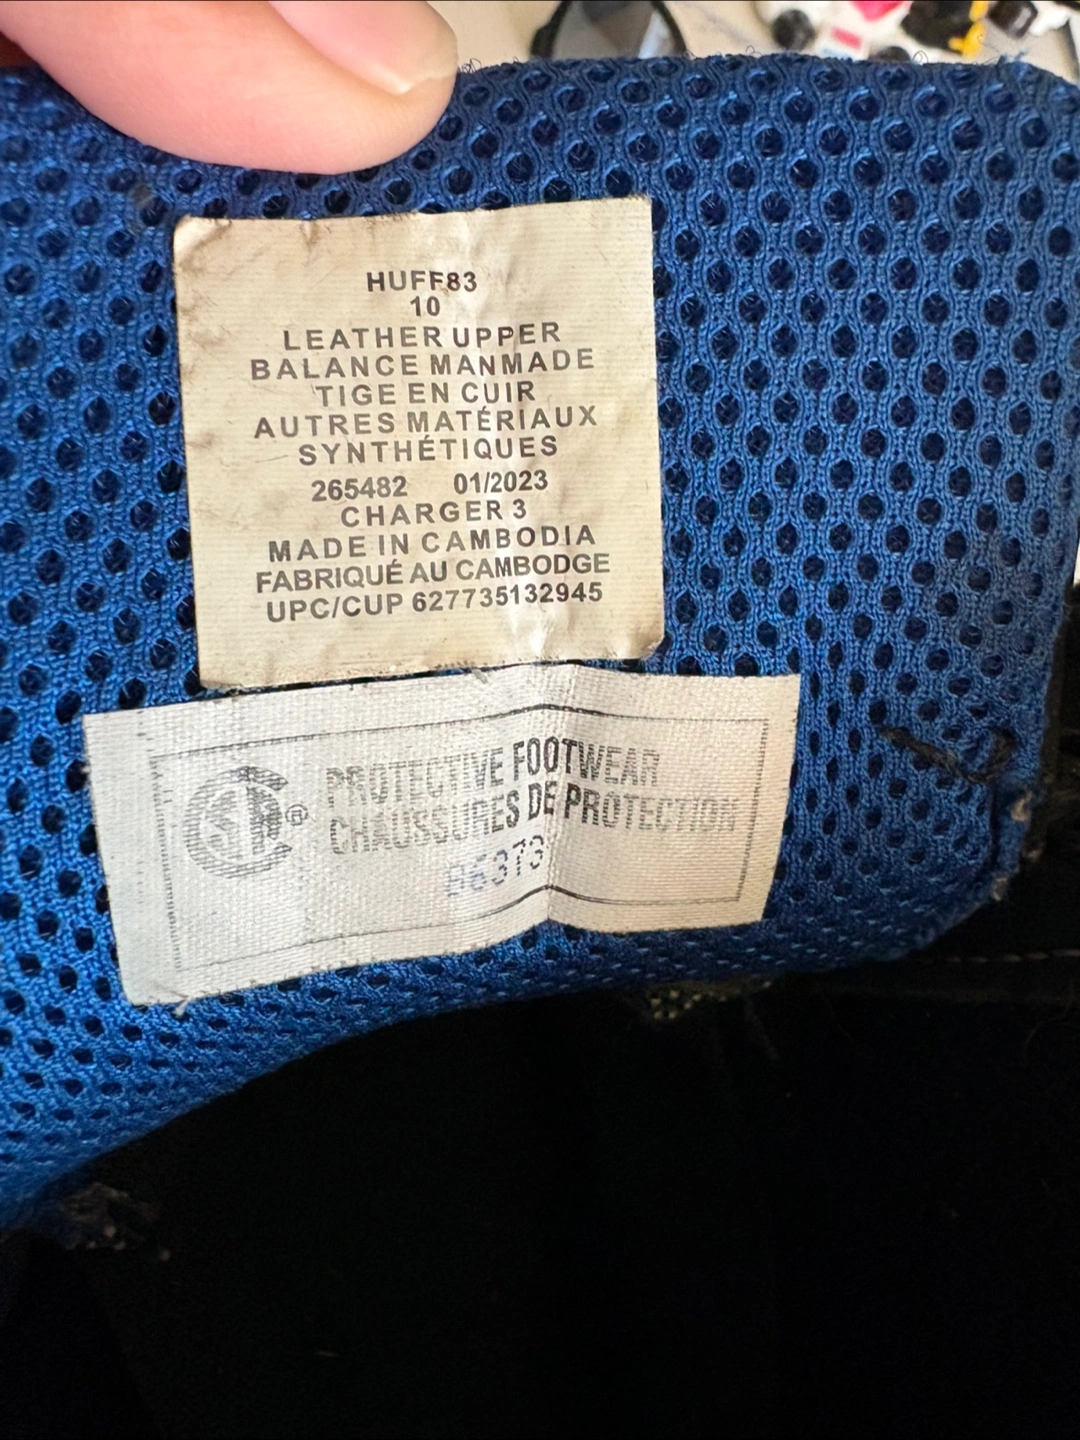 HUFF83
10
LEATHER UPPER
BALANCE MANMADE
TIGE EN CUIR
AUTRES MATÉRIAUX
SYNTHÉTIQUES
265482 01/2023
CHARGER 3
MADE IN CAMBODIA
FABRIQUÉ AU CAMBODGE
UPC/CUP 627735132945
PROTECTIVE FOOTWEAR
CHAUSSURES DE PROTECTION